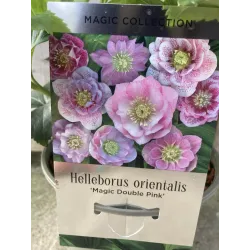 MAGIC COLLECTION
Helleborus orientalis
'Magic Double Pink'